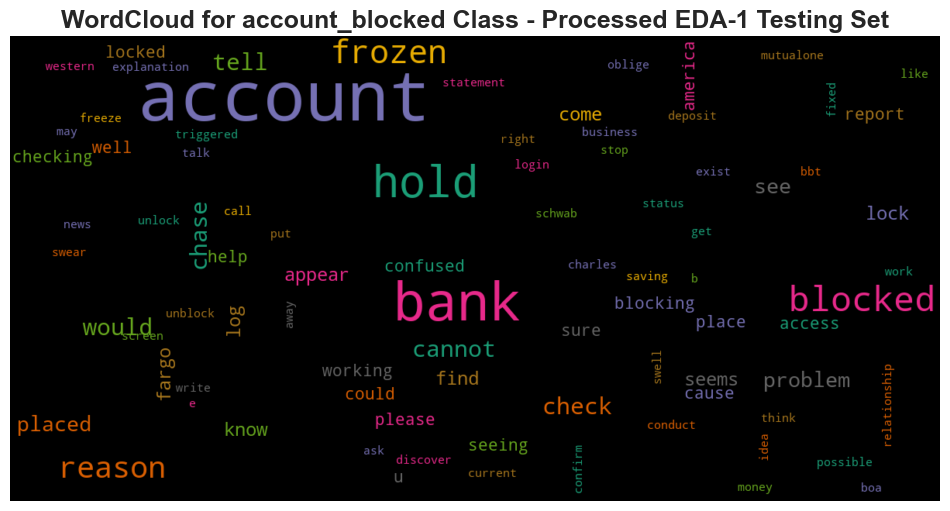 WordCloud for account_blocked Class - Processed EDA-1 Testing Set
locked
frozen
western
explanation
tell
statement
oblige
america
mutualone
like
account
freeze
come
deposit
fixed
report
may
triggered
right
business
checking
well
talk
stop
login
hold
exist
bbt
see
chase
call
schwab
status
lock
news
unlock
put
get
swear
help
appear
confused
charles
saving
b
work
bank
blocking
blocked
would
screen
unblock
log
away
sure
place
access
cannot
fargo
write
e
working
find
swell
seems
cause
problem
could
check
relationship
placed
know
please
seeing
conduct
think
idea
reason
ask
discover
u
current
confirm
possible
money
boa